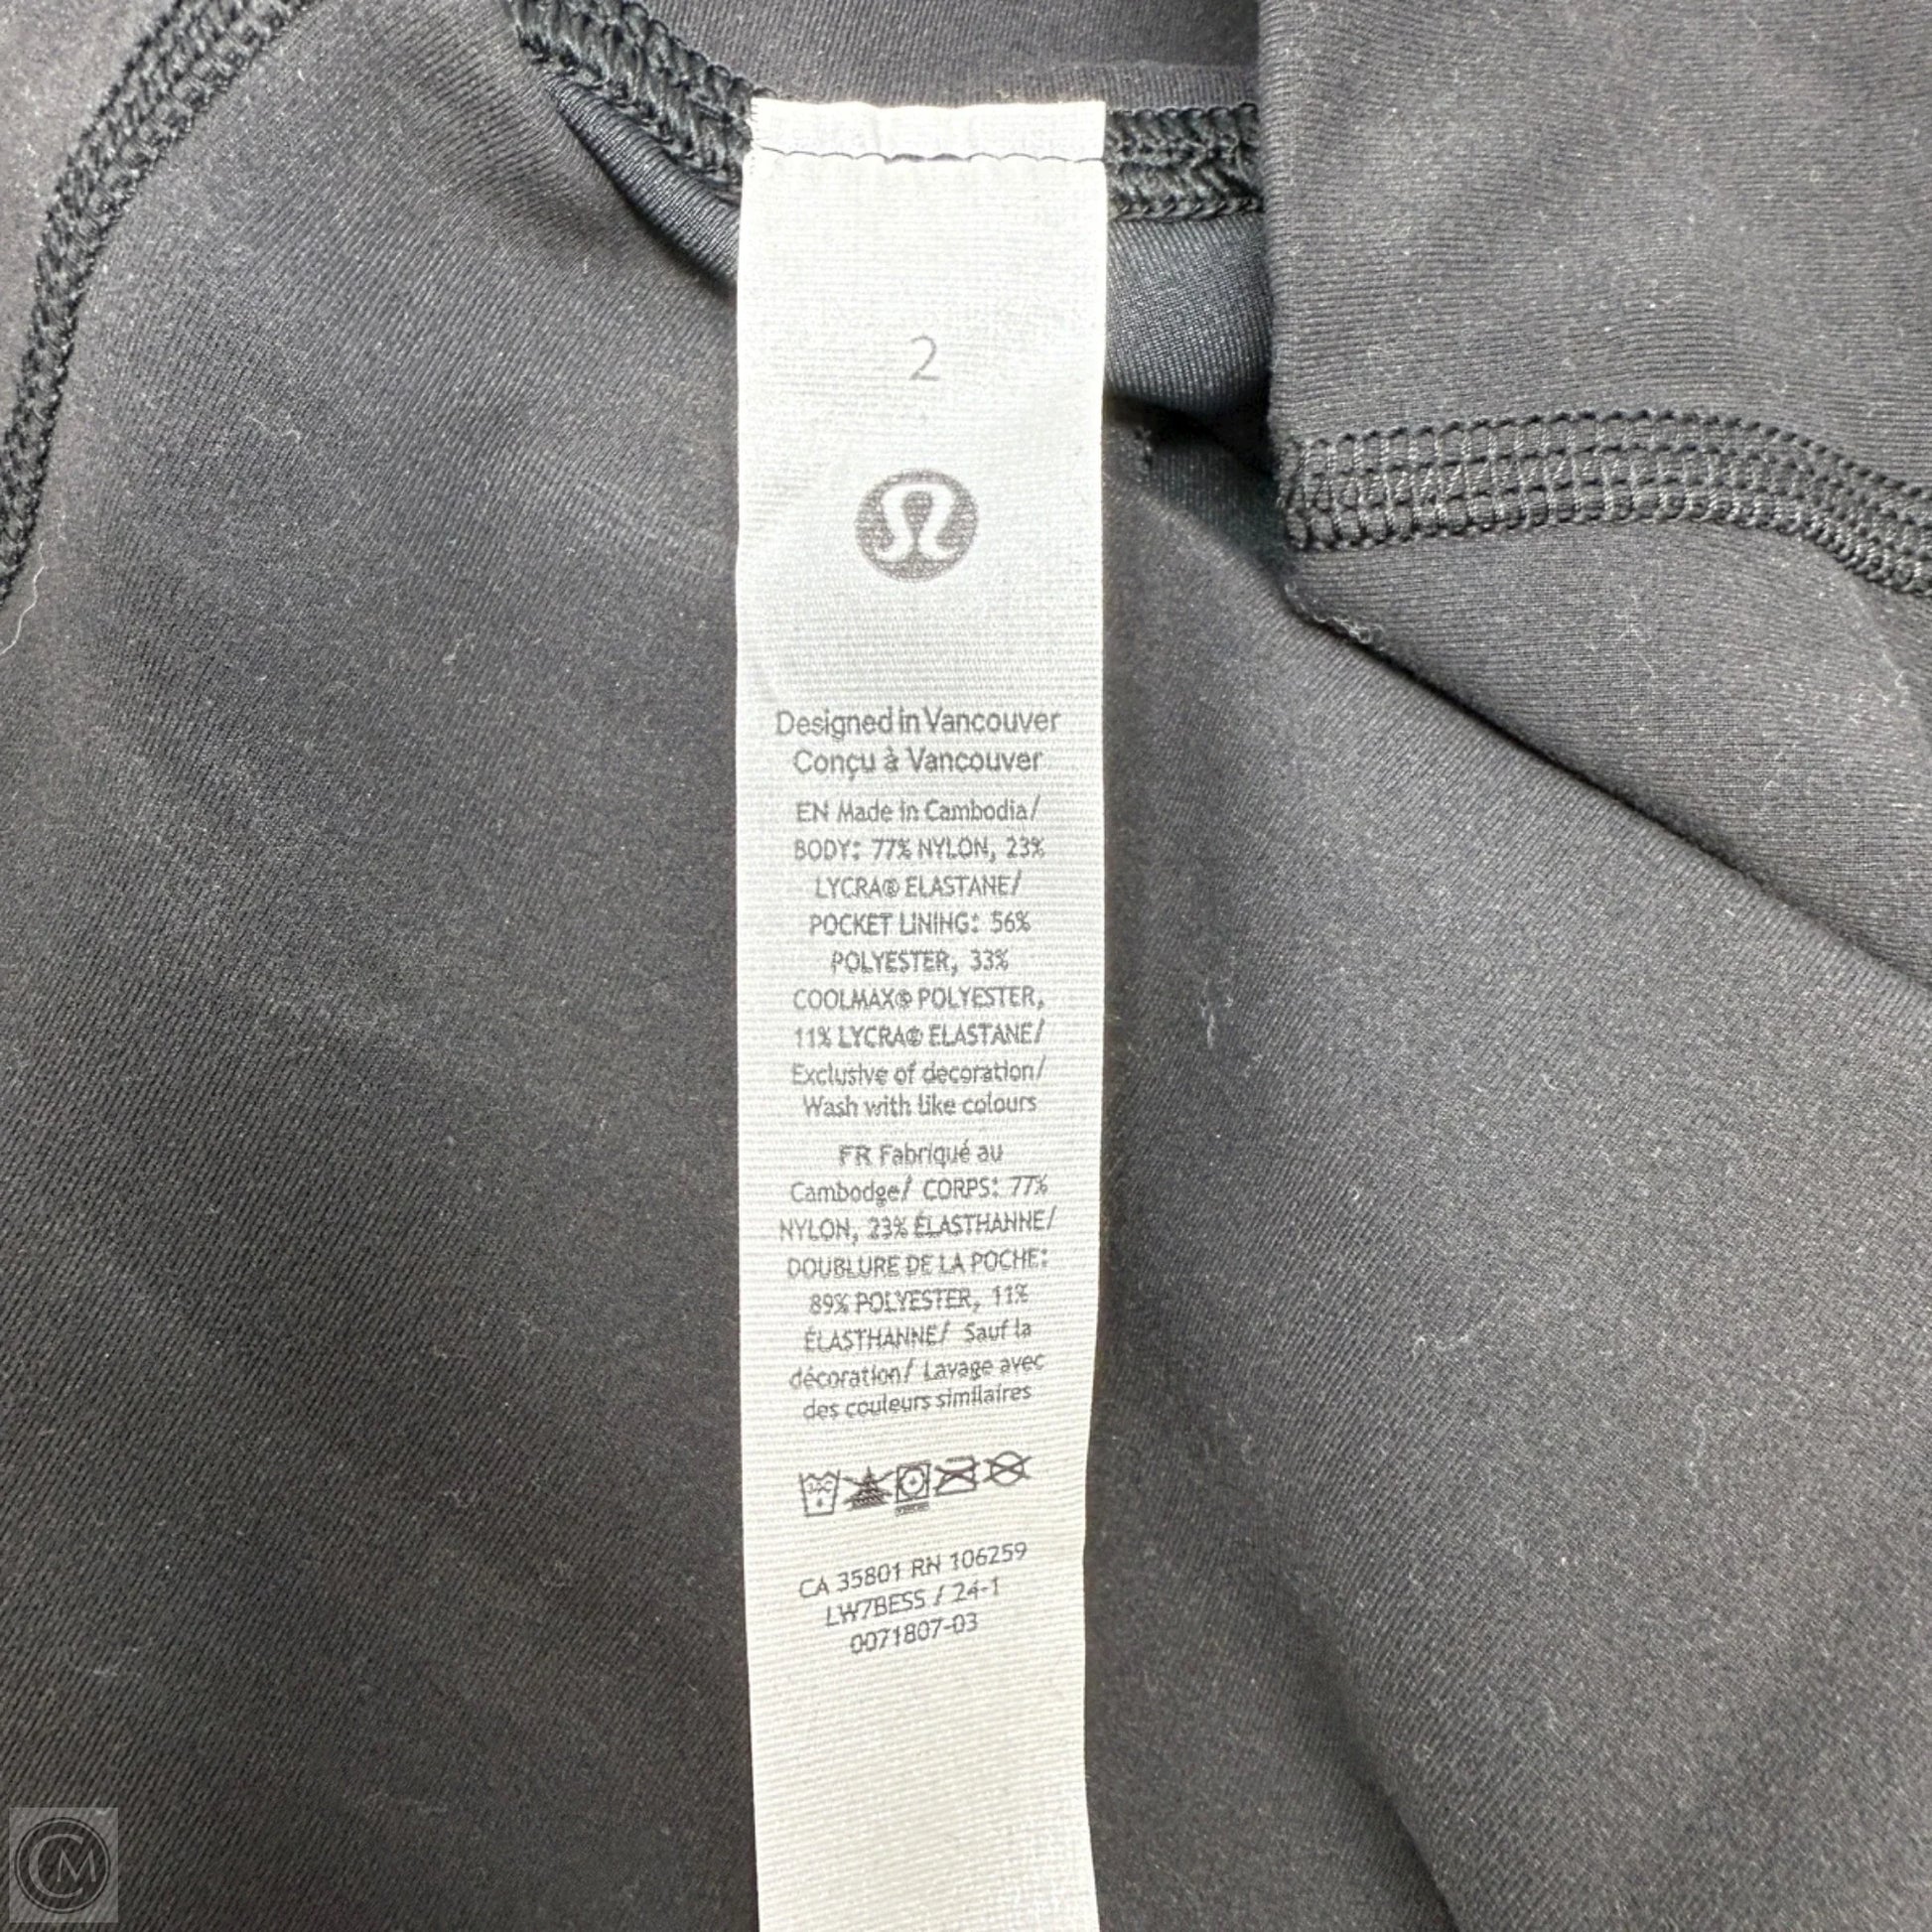 2
Designed in Vancouver
Conçu à Vancouver
EN Made in Cambodia/
BODY: 77% NYLON, 23%
LYCRA® ELASTANE/
POCKET LINING: 56%
POLYESTER, 33%
COOLMAX® POLYESTER,
11% LYCRA® ELASTANE/
Exclusive of decoration/
Wash with like colours
FR Fabriqué au
Cambodge/ CORPS: 77%
NYLON, 23% ÉLASTHANNE/
DOUBLURE DE LA POCHE:
89% POLYESTER, 11%
ÉLASTHANNE/ Sauf la
décoration/ Lavage avec
des couleurs similaires
CA 35801 RN 106259
LW7BESS / 24-1
0071807-03
CM